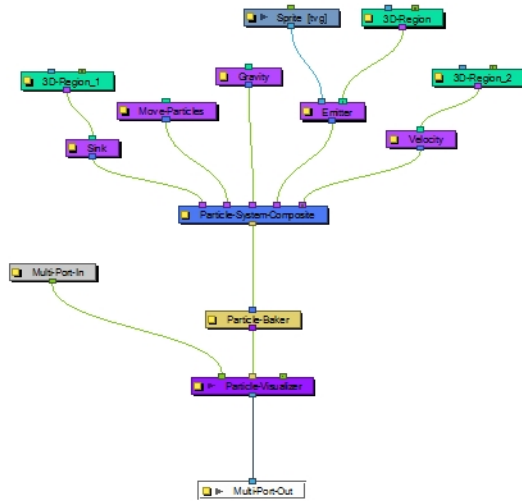 Sprite [tvg]
3D-Region
3D-Region_1
Gravity
3D-Region_2
Move-Particles
Emitter
Sink
Velocity
Particle-System-Composite
Multi-Port-In
Particle-Baker
Particle-Visualizer
Multi-Port-Out